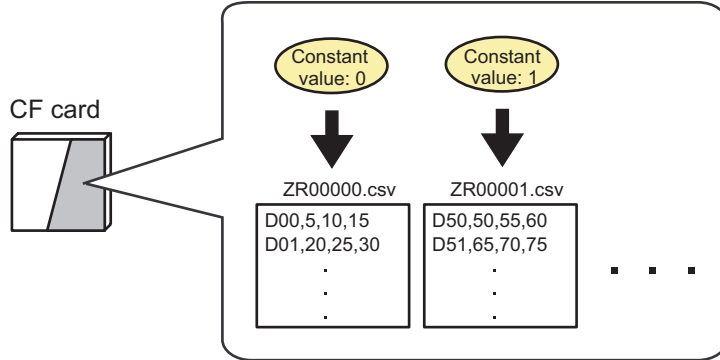 Constant
value: 0
Constant
value: 1
CF card
ZR00000.csv
ZR00001.csv
D00,5,10,15
D01,20,25,30
D50,50,55,60
D51,65,70,75